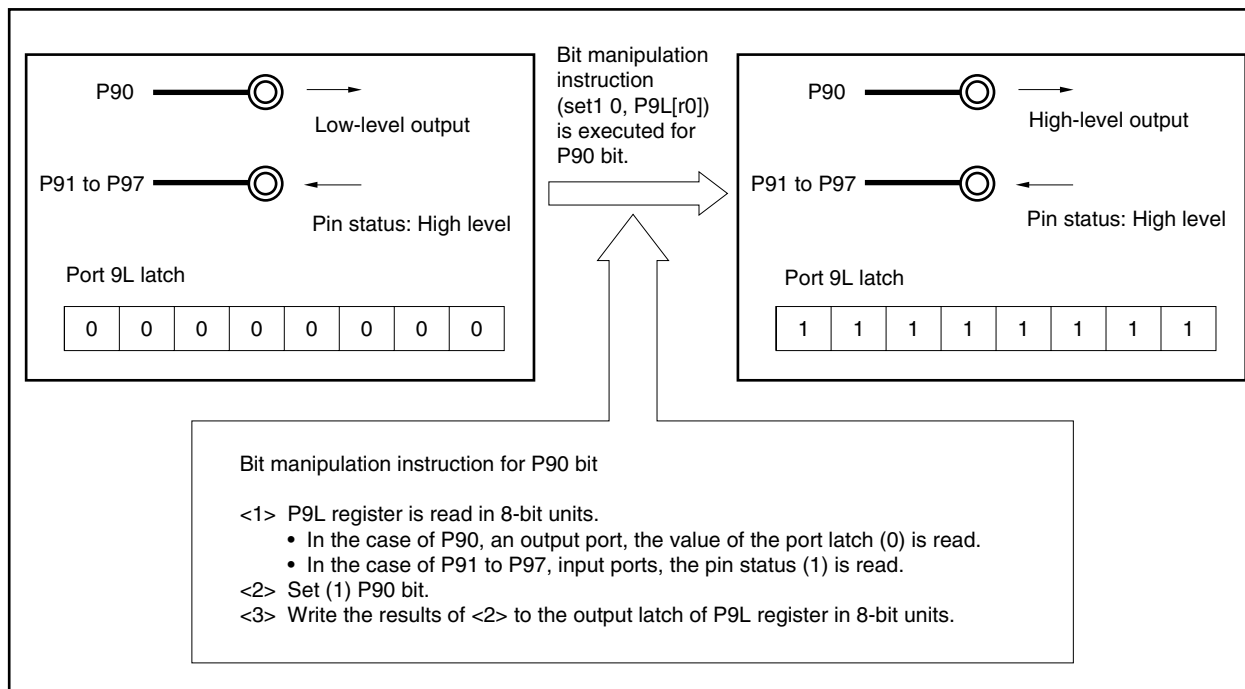 P90
Low-level output
P91 to P97
Pin status: High level
Port 9L latch
0 0 0 0 0 0 0 0
Bit manipulation
instruction
(set1 0, P9L[r0])
is executed for
P90 bit.
P90
High-level output
P91 to P97
Pin status: High level
Port 9L latch
1 1 1 1 1 1 1 1
Bit manipulation instruction for P90 bit
<1> P9L register is read in 8-bit units.
• In the case of P90, an output port, the value of the port latch (0) is read.
• In the case of P91 to P97, input ports, the pin status (1) is read.
<2> Set (1) P90 bit.
<3> Write the results of <2> to the output latch of P9L register in 8-bit units.